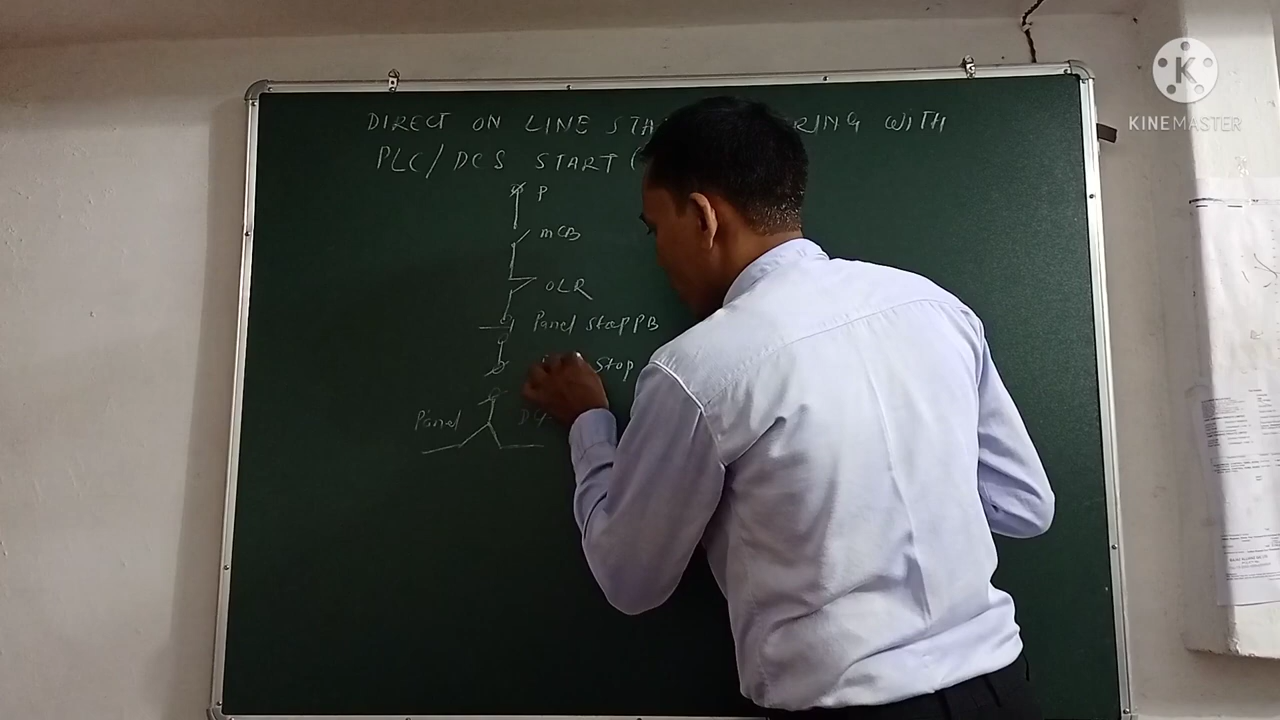 DIRECT ON LINE STA RING WITH
PLC/DCS START (
P
MCB
OLR
Panel Stop PB
Stop
Panel
KINEMASTER